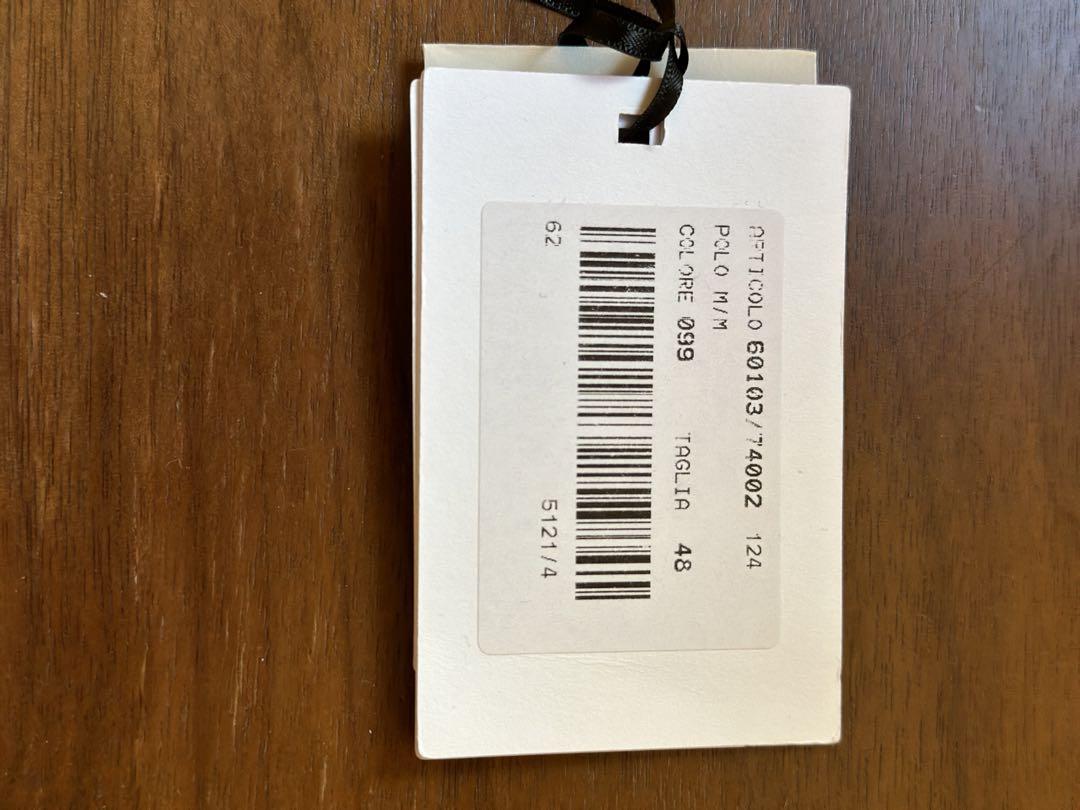 ARTICOLO 60103/74002 124
POLO M/M
COLORE 099 TAGLIA 48
62 5121/4